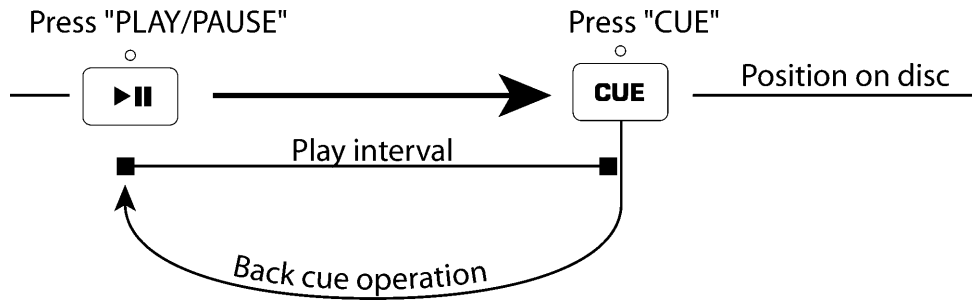 Press "PLAY/PAUSE"
Press "CUE"
CUE
Position on disc
Play interval
Back cue operation